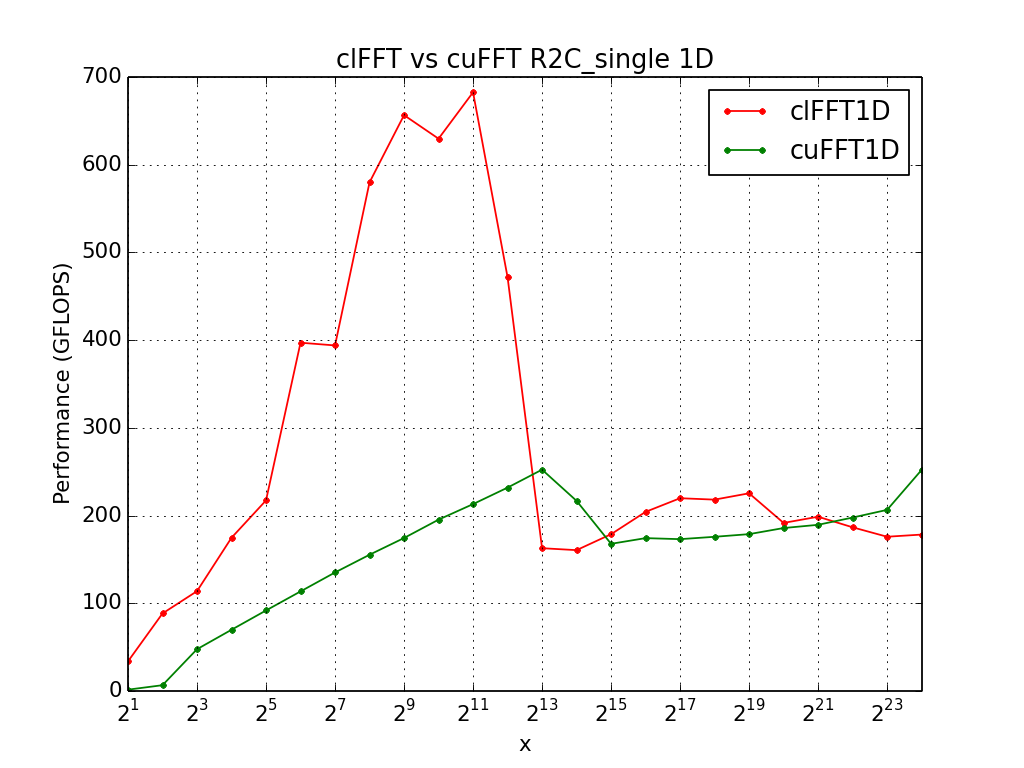 clFFT vs cuFFT R2C_single 1D
clFFT1D
cuFFT1D
Performance (GFLOPS)
700
600
500
400
300
200
100
0
2^1 2^3 2^5 2^7 2^9 2^11 2^13 2^15 2^17 2^19 2^21 2^23
x